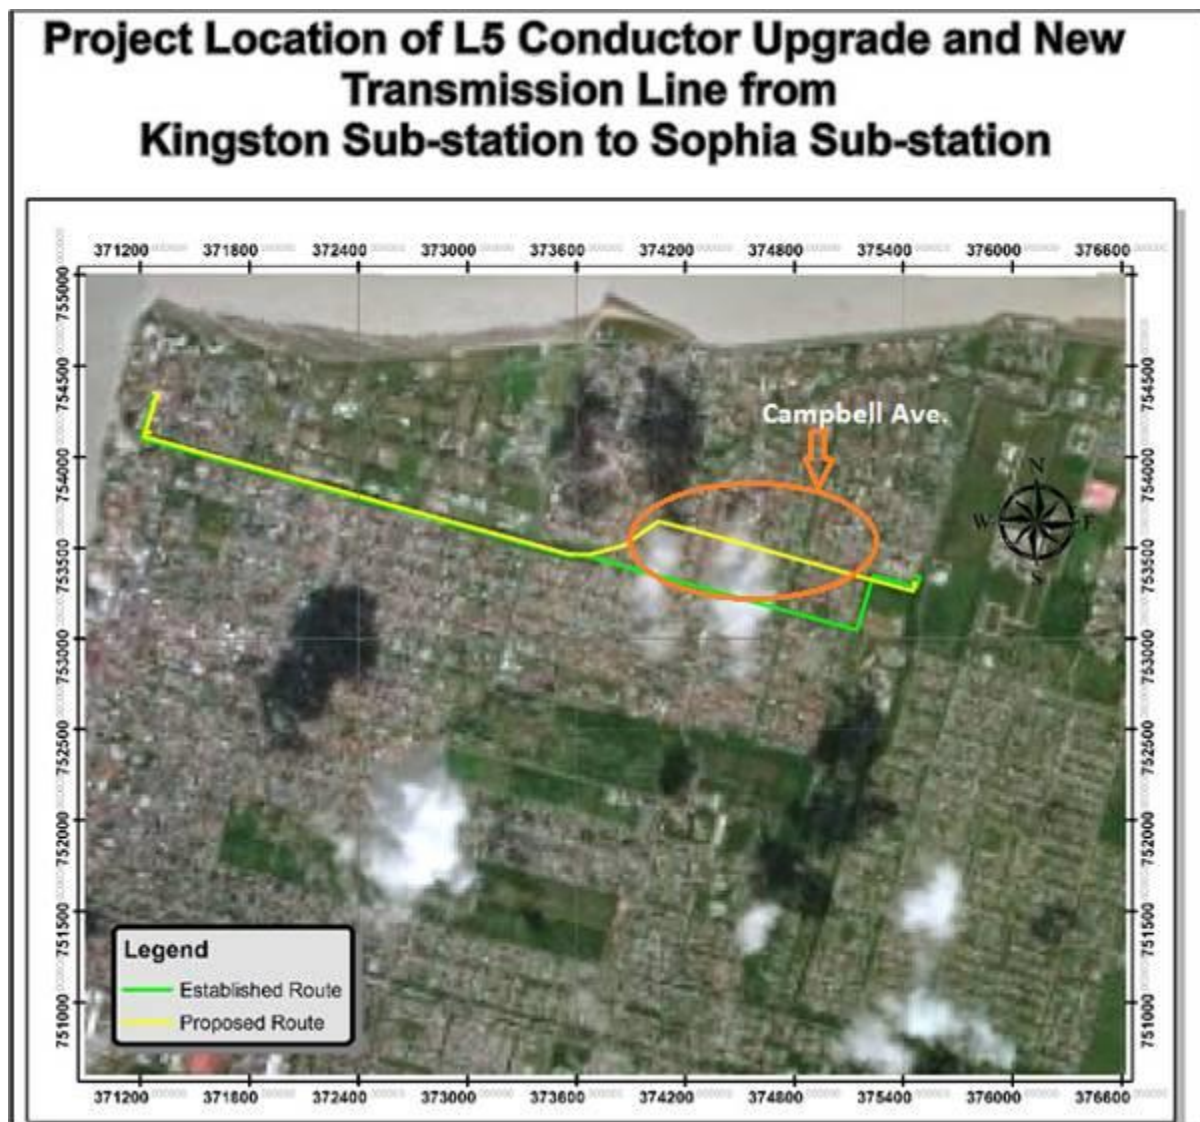 Project Location of L5 Conductor Upgrade and New
Transmission Line from
Kingston Sub-station to Sophia Sub-station
371200 371800 372400 373000 373600 374200 374800 375400 376000 376600
755000
754500
754000
753500
753000
752500
752000
751500
751000
Campbell Ave.
N
W E
S
754500
754000
753500
753000
752500
752000
751500
751000
Legend
Established Route
Proposed Route
371200 371800 372400 373000 373600 374200 374800 375400 376000 376600